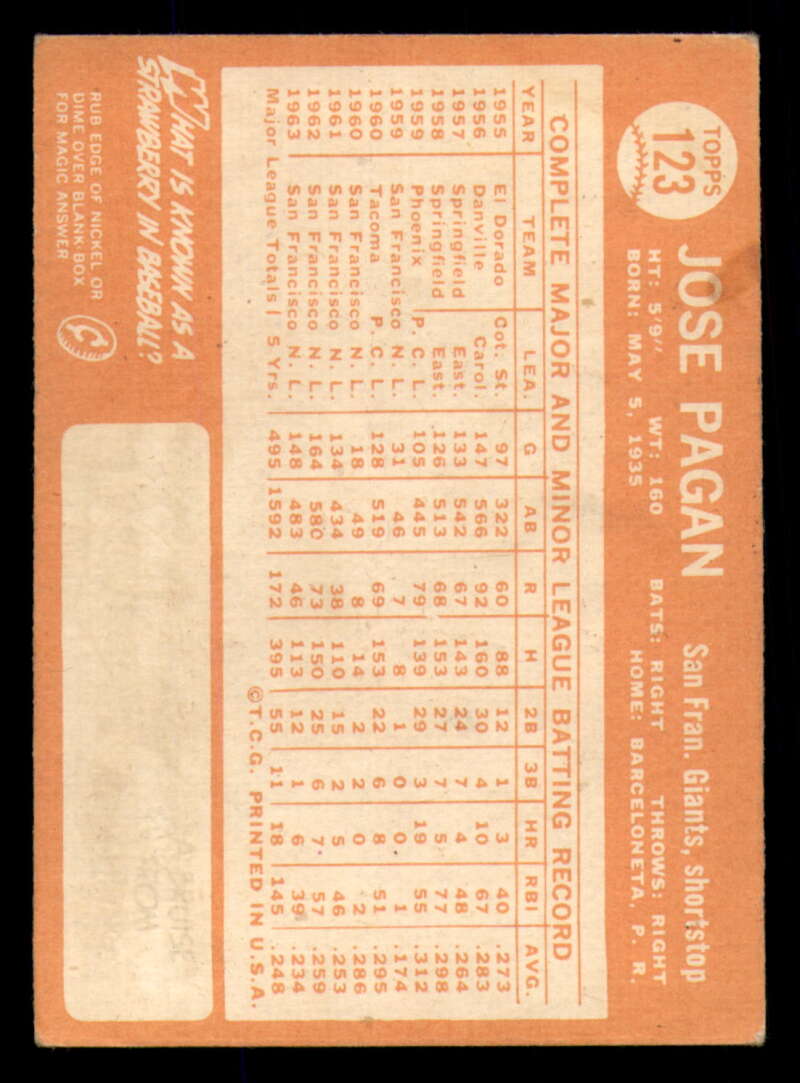 TOPPS
123
JOSE PAGAN San Fran. Giants, shortstop
HT: 5'9" WT: 160 BATS: RIGHT THROWS: RIGHT
BORN: MAY 5, 1935 HOME: BARCELONETA, P. R.
COMPLETE MAJOR AND MINOR LEAGUE BATTING RECORD
YEAR TEAM LEA. G AB R H 2B 3B HR RBI AVG.
1955 El Dorado Cot. St. 97 322 60 88 12 1 3 40 .273
1956 Danville Carol. 147 566 92 160 30 4 10 67 .283
1957 Springfield East. 133 542 67 143 24 7 4 48 .264
1958 Springfield East. 126 513 68 153 27 7 5 77 .298
1959 Phoenix P. C. L. 105 445 79 139 29 3 19 55 .312
1959 San Francisco N. L. 31 46 7 8 1 0 0 1 .174
1960 Tacoma P. C. L. 128 519 69 153 22 6 8 51 .295
1960 San Francisco N. L. 18 49 8 14 2 2 0 2 .286
1961 San Francisco N. L. 134 434 38 110 15 2 5 46 .253
1962 San Francisco N. L. 164 580 73 150 25 6 7 57 .259
1963 San Francisco N. L. 148 483 46 113 12 1 6 39 .234
Major League Totals 5 Yrs. 495 1592 172 395 55 11 18 145 .248
©T.C.G. PRINTED IN U.S.A.
WHAT IS KNOWN AS A
STRAWBERRY IN BASEBALL?
RUB EDGE OF NICKEL OR
DIME OVER BLANK BOX
FOR MAGIC ANSWER
A BRUISE
FROM